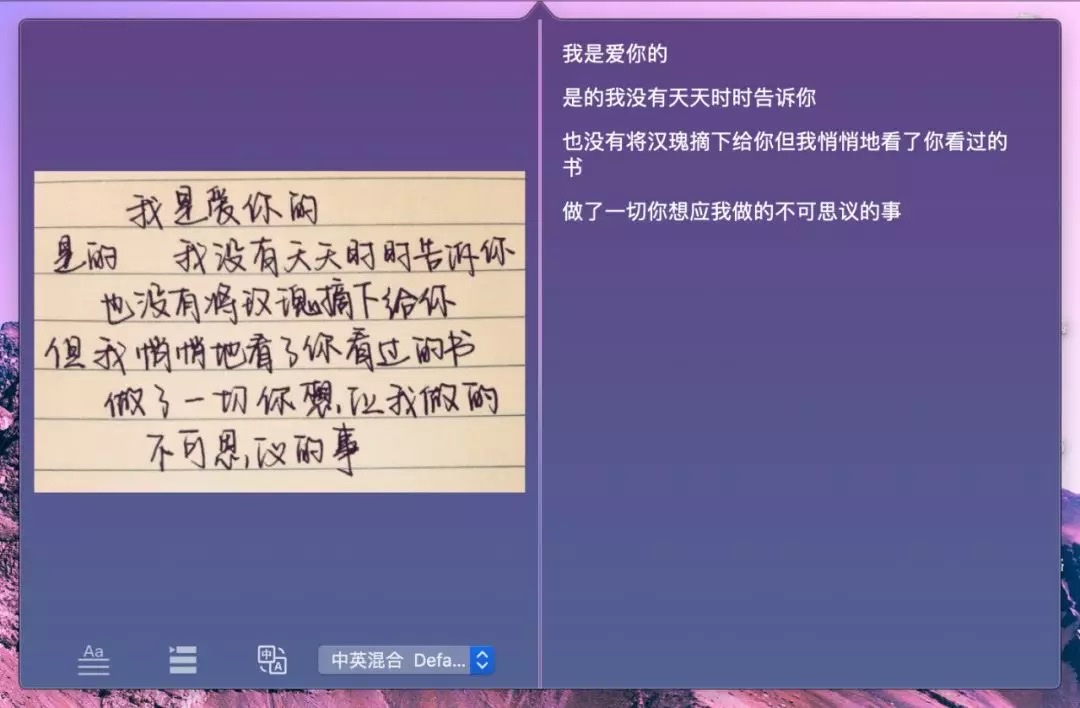 我是爱你的
是的 我没有天天时时告诉你
也没有将玫瑰摘下给你
但我悄悄地看了你看过的书
做了一切你想让我做的
不可思议的事
Aa
中A
中英混合 Defa...
我是爱你的
是的我没有天天时时告诉你
也没有将汉瑰摘下给你但我悄悄地看了你看过的
书
做了一切你想应我做的不可思议的事